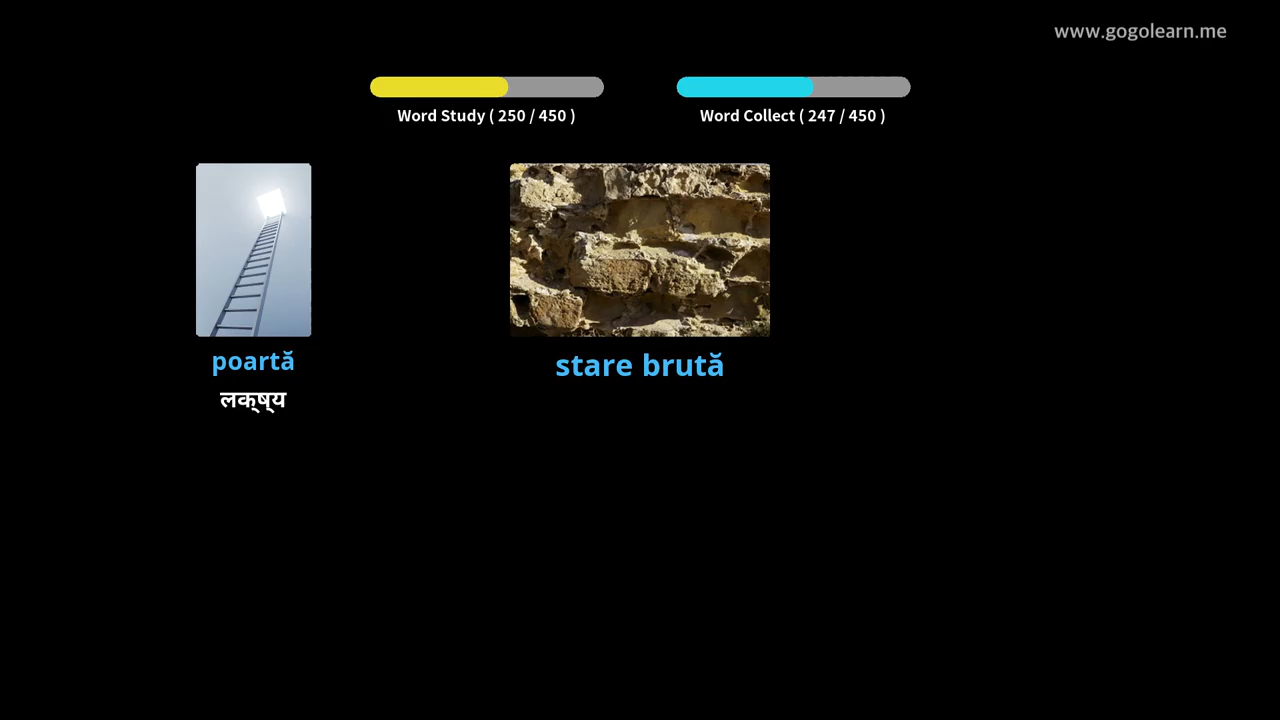 www.gogolearn.me
Word Study ( 250 / 450 )
Word Collect ( 247 / 450 )
poartă
stare brută
लक्ष्य